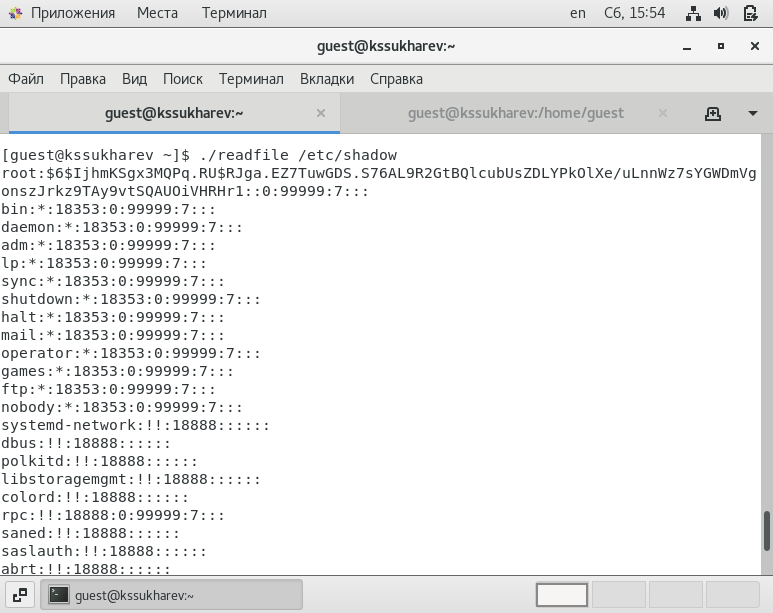 Приложения Места Терминал en Сб, 15:54
guest@kssukharev:~
Файл Правка Вид Поиск Терминал Вкладки Справка
guest@kssukharev:~ guest@kssukharev:/home/guest
[guest@kssukharev ~]$ ./readfile /etc/shadow
root:$6$IjhmKSgx3MQPq.RU$RJga.EZ7TuwGDS.S76AL9R2GtBQlcubUsZDLYPkOlXe/uLnnWz7sYGWDmVg
onszJrkz9TAy9vtSQAUOiVHRHr1::0:99999:7:::
bin:*:18353:0:99999:7:::
daemon:*:18353:0:99999:7:::
adm:*:18353:0:99999:7:::
lp:*:18353:0:99999:7:::
sync:*:18353:0:99999:7:::
shutdown:*:18353:0:99999:7:::
halt:*:18353:0:99999:7:::
mail:*:18353:0:99999:7:::
operator:*:18353:0:99999:7:::
games:*:18353:0:99999:7:::
ftp:*:18353:0:99999:7:::
nobody:*:18353:0:99999:7:::
systemd-network:!!:18888::::::
dbus:!!:18888::::::
polkitd:!!:18888::::::
libstoragemgmt:!!:18888::::::
colord:!!:18888::::::
rpc:!!:18888:0:99999:7:::
saned:!!:18888::::::
saslauth:!!:18888::::::
abrt:!!:18888::::::
guest@kssukharev:~